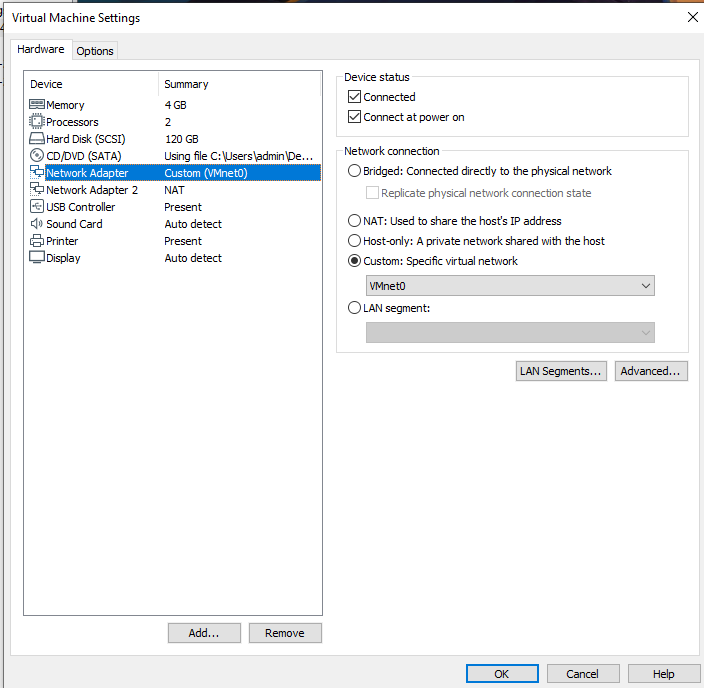 Virtual Machine Settings
Hardware
Options
Device Summary
Memory 4 GB
Processors 2
Hard Disk (SCSI) 120 GB
CD/DVD (SATA) Using file C:\Users\admin\De...
Network Adapter Custom (VMnet0)
Network Adapter 2 NAT
USB Controller Present
Sound Card Auto detect
Printer Present
Display Auto detect
Add...
Remove
Device status
Connected
Connect at power on
Network connection
Bridged: Connected directly to the physical network
Replicate physical network connection state
NAT: Used to share the host's IP address
Host-only: A private network shared with the host
Custom: Specific virtual network
VMnet0
LAN segment:
LAN Segments...
Advanced...
OK
Cancel
Help